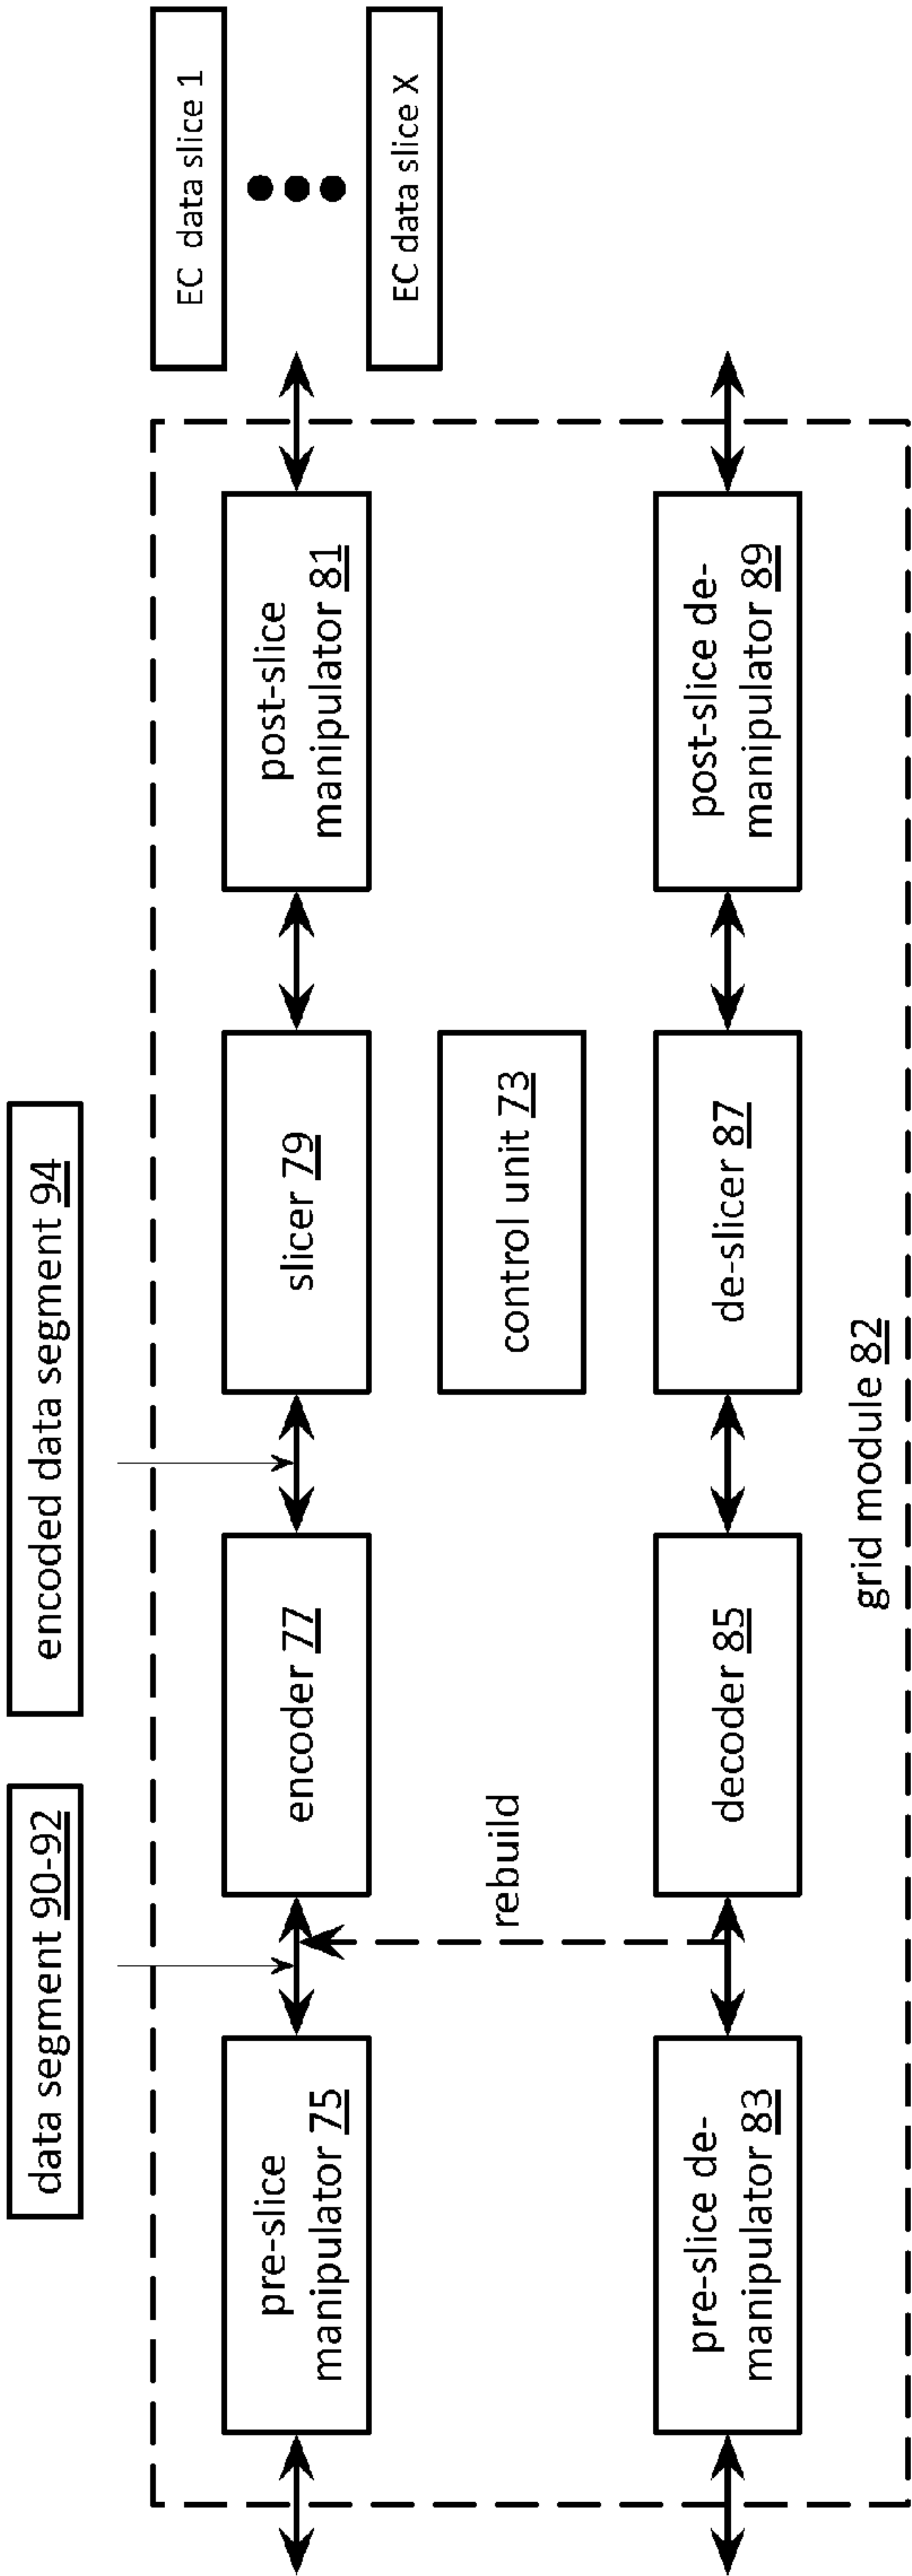 data segment 90-92
encoded data segment 94
EC data slice 1
EC data slice X
pre-slice
manipulator 75
encoder 77
slicer 79
post-slice
manipulator 81
rebuild
control unit 73
pre-slice de-
manipulator 83
decoder 85
de-slicer 87
post-slice de-
manipulator 89
grid module 82